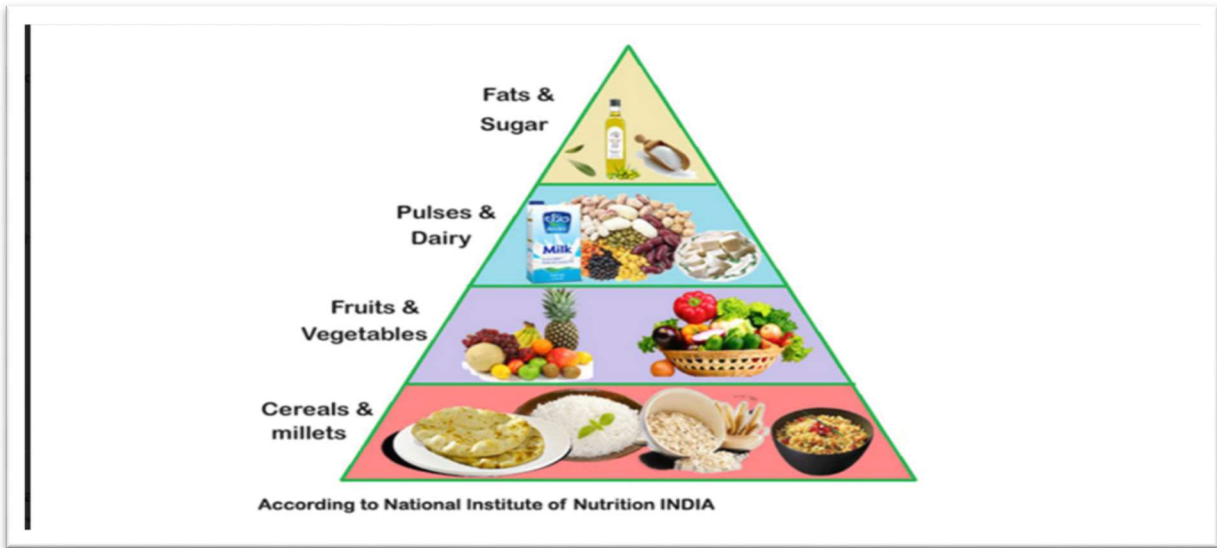 Fats &
Sugar
Pulses &
Dairy
Milk
Fruits &
Vegetables
Cereals &
millets
According to National Institute of Nutrition INDIA